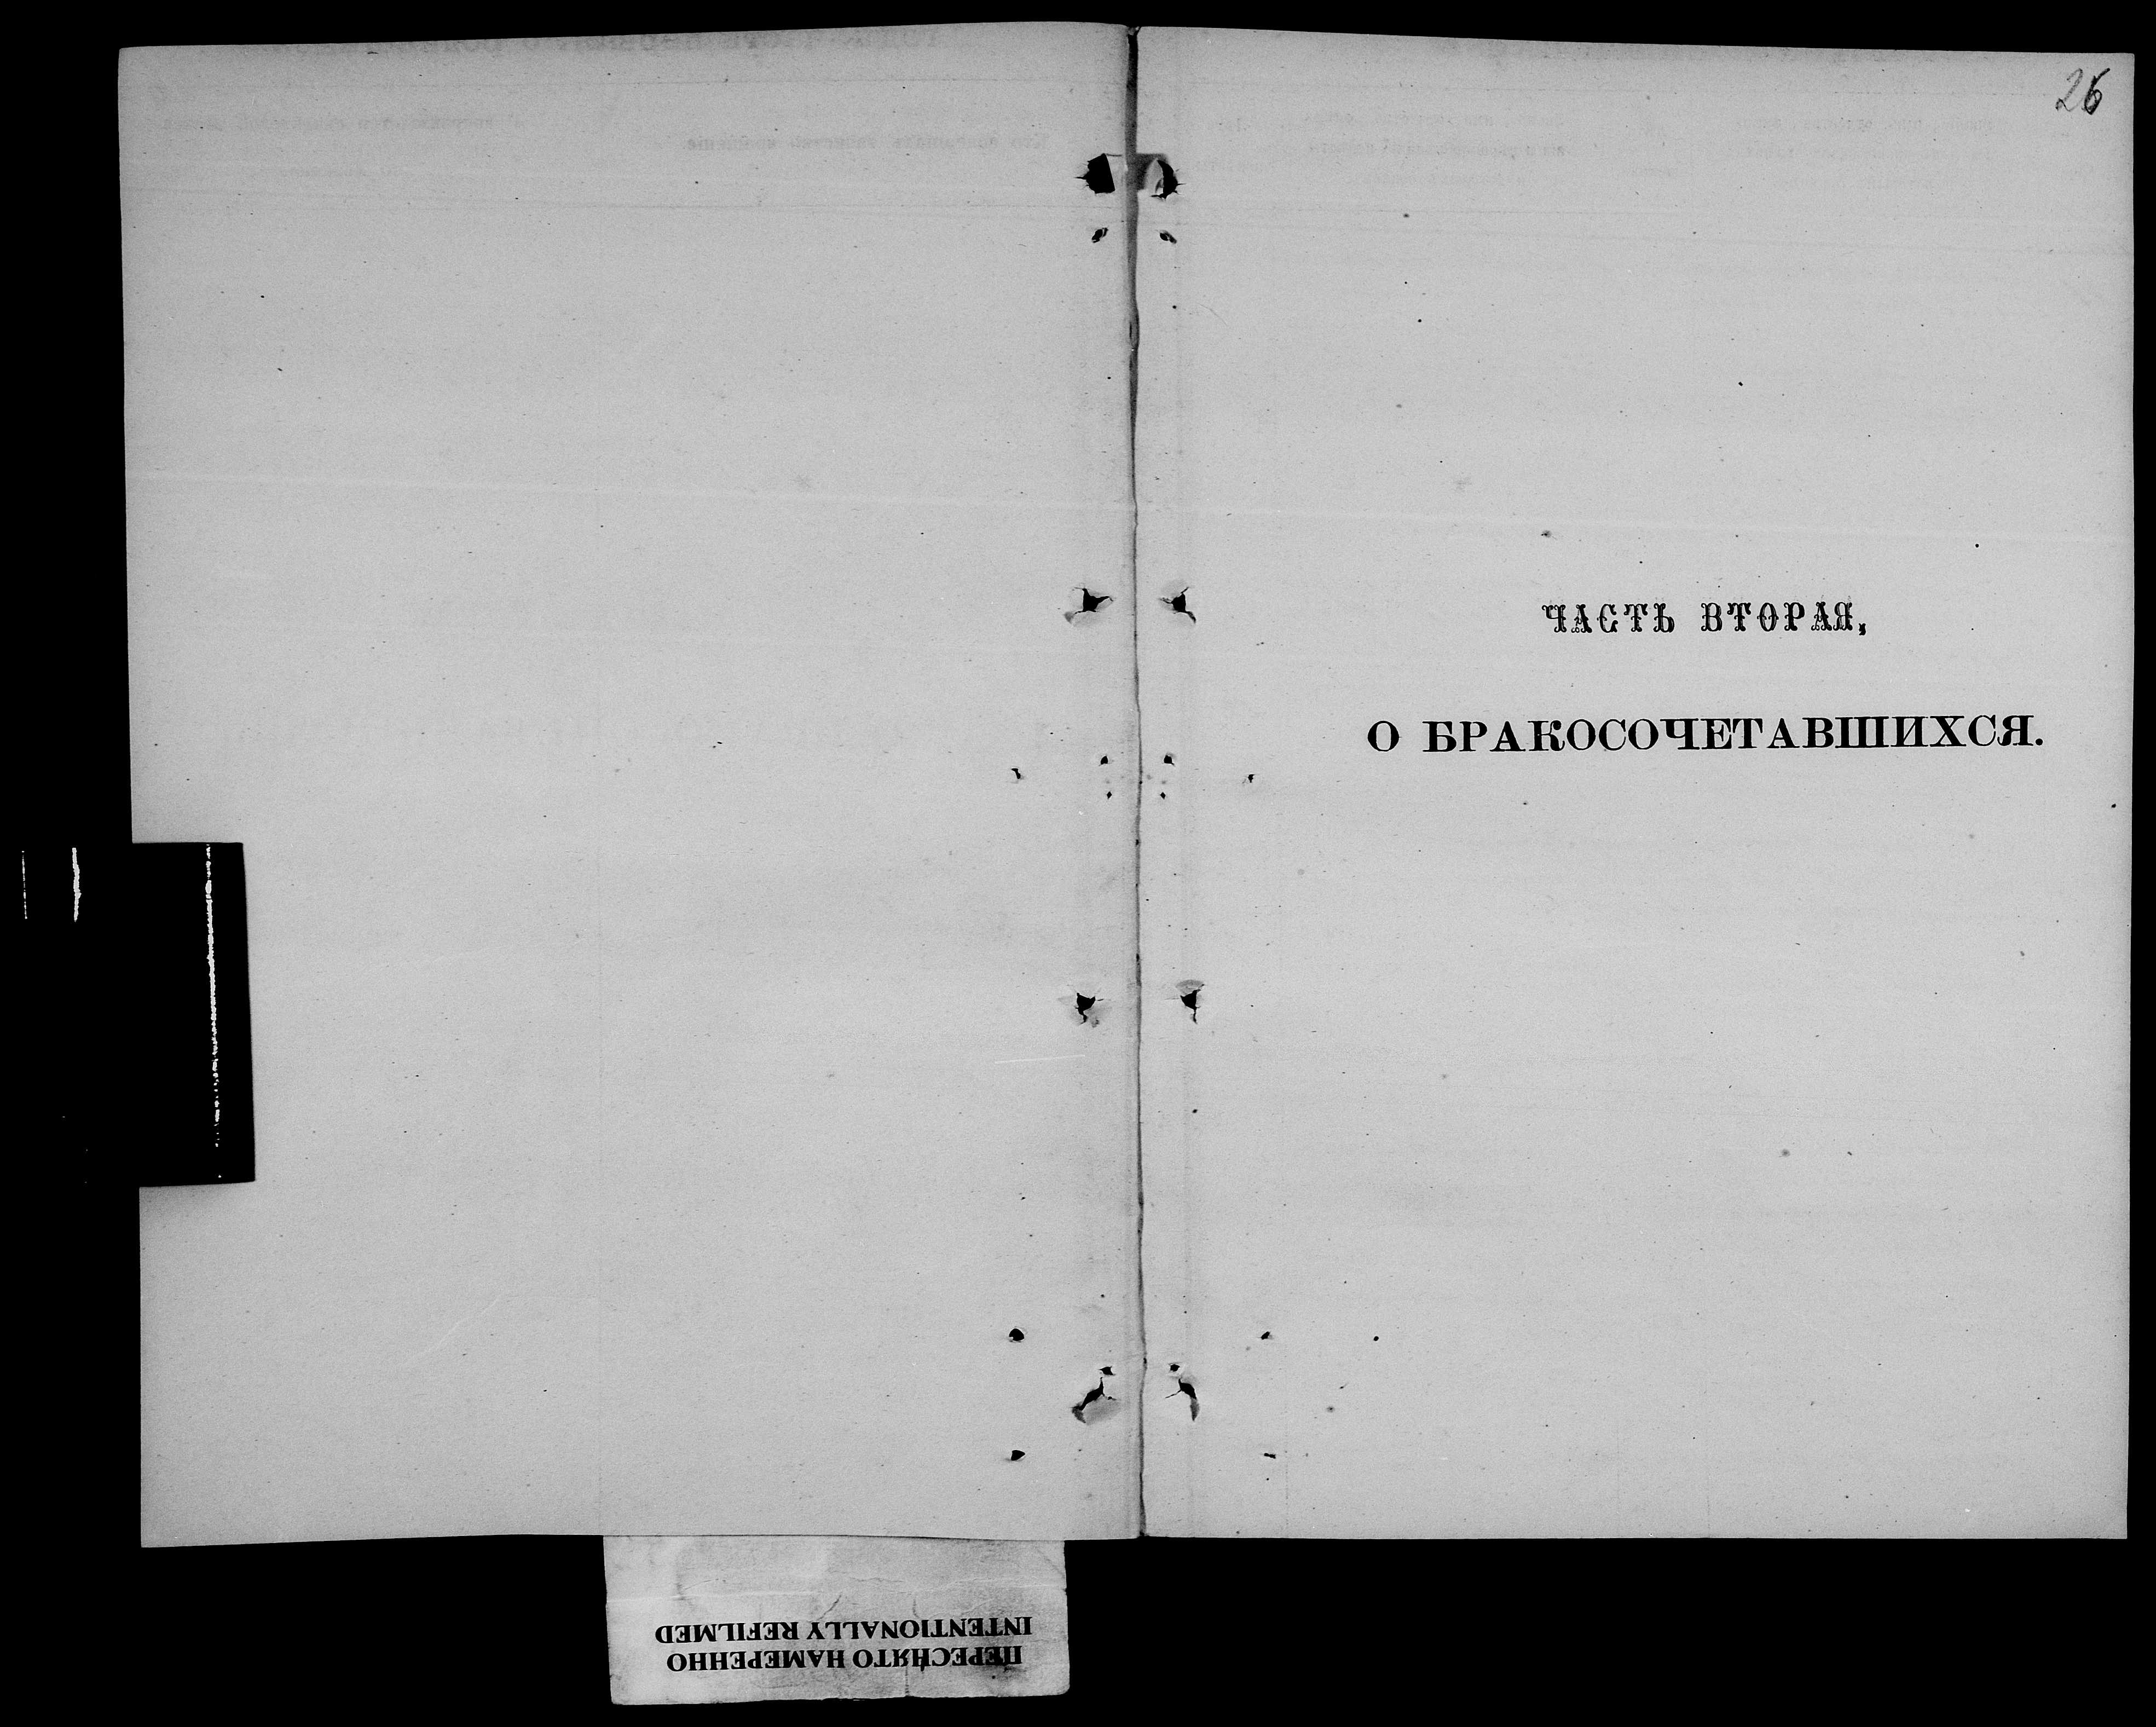 26
ЧАСТЬ ВТОРАЯ,
О БРАКОСОЧЕТАВШИХСЯ.
ПЕРЕСНЯТО НАМЕРЕННО
INTENTIONALLY REFILMED